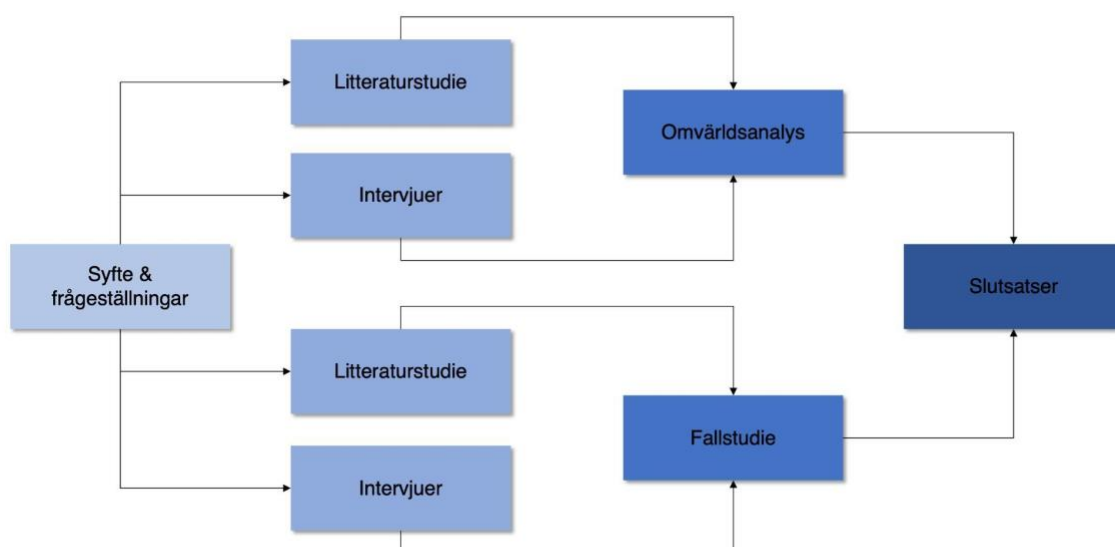 Litteraturstudie
Omvärldsanalys
Intervjuer
Syfte &
frågeställningar
Slutsatser
Litteraturstudie
Fallstudie
Intervjuer